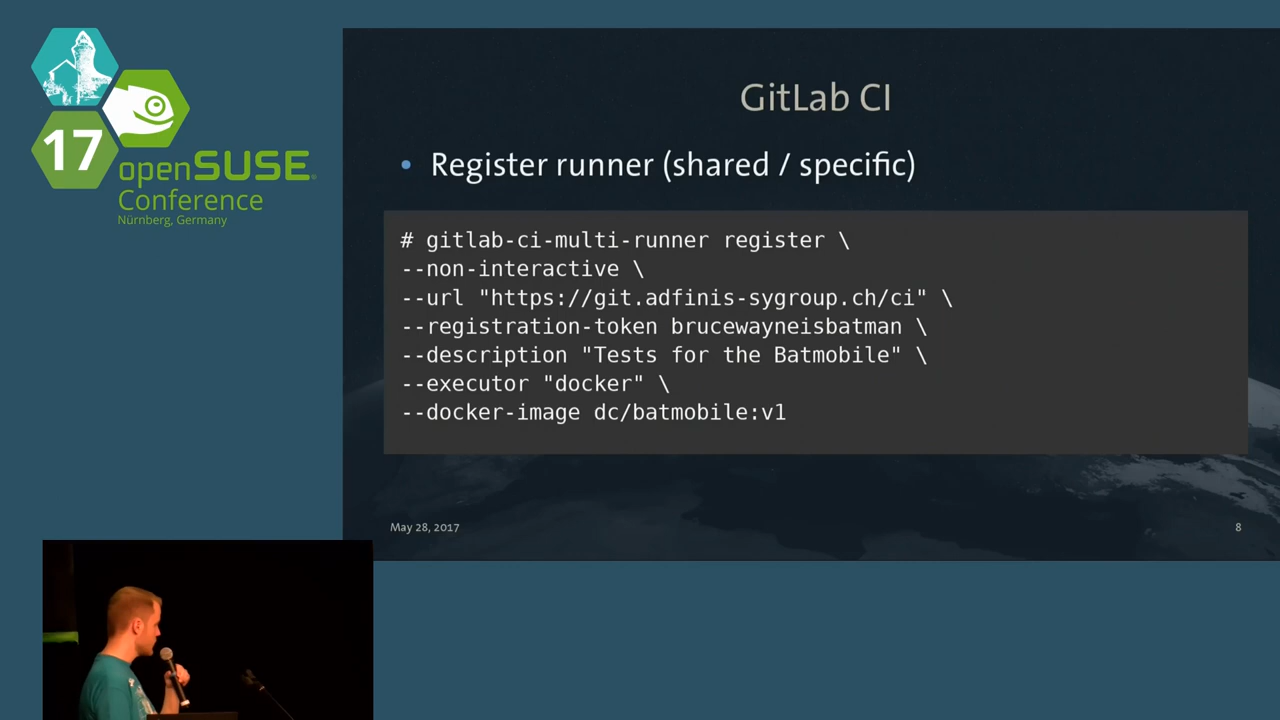 17
openSUSE
Conference
Nürnberg, Germany
GitLab CI
• Register runner (shared / specific)
# gitlab-ci-multi-runner register \
--non-interactive \
--url "https://git.adfinis-sygroup.ch/ci" \
--registration-token brucewayneisbatman \
--description "Tests for the Batmobile" \
--executor "docker" \
--docker-image dc/batmobile:v1
May 28, 2017
8